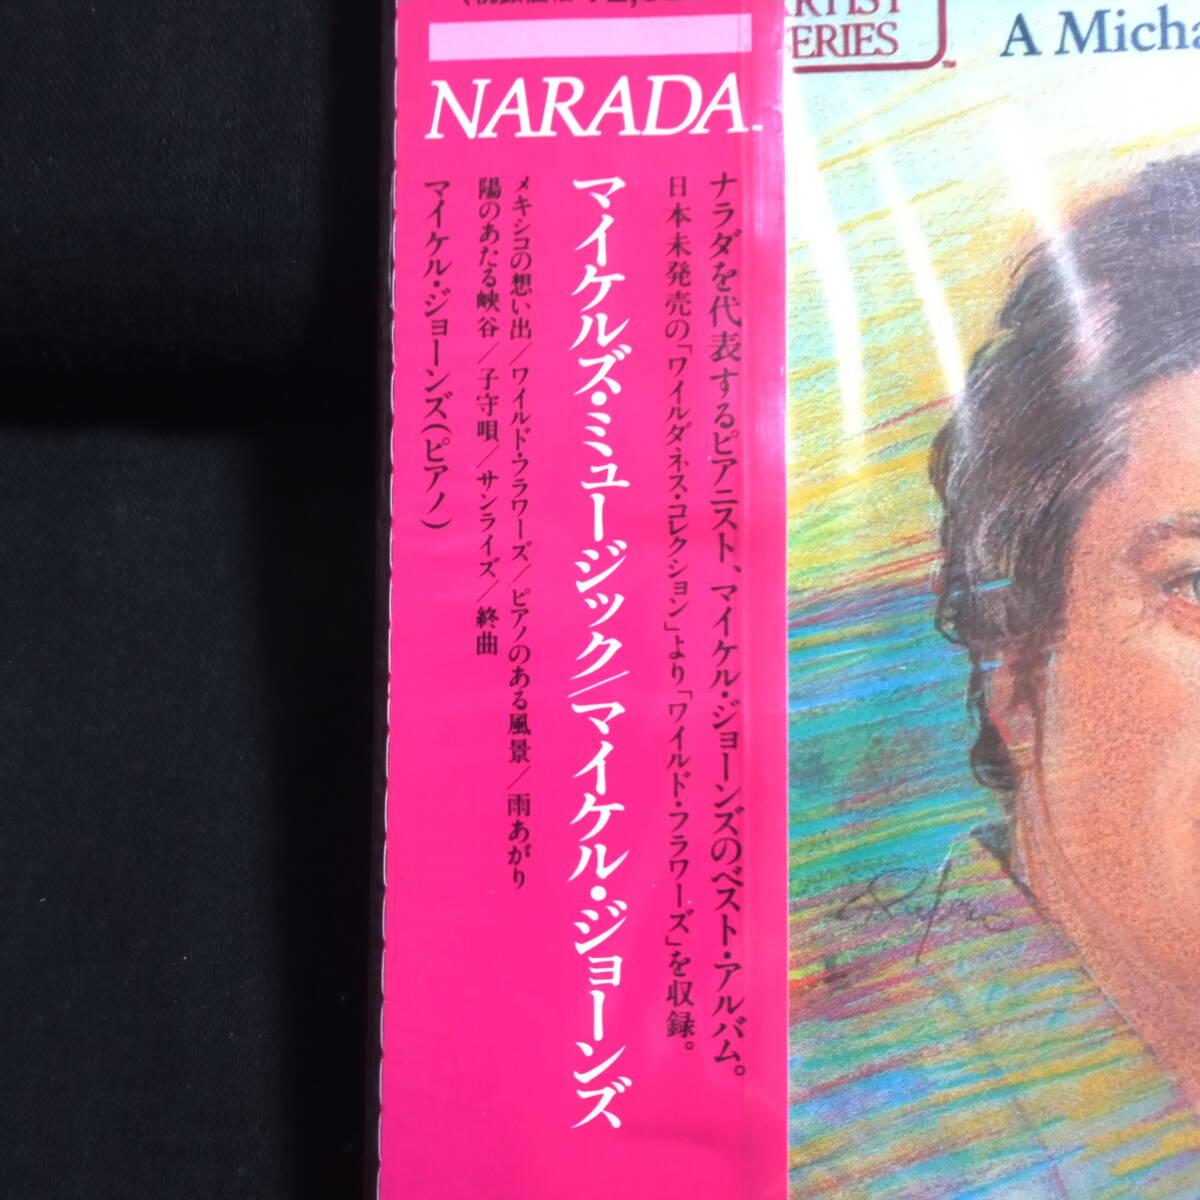 ARTIST
SERIES
A Micha
NARADA
ナラダを代表するピアニスト、マイケル・ジョーンズのベスト・アルバム。
日本未発売の「ワイルダネス・コレクション」より「ワイルド・フラワーズ」を収録。
マイケルズ・ミュージック/マイケル・ジョーンズ
メキシコの想い出/ワイルド・フラワーズ/ピアノのある風景/雨あがり
陽のあたる峡谷/子守唄/サンライズ/終曲
マイケル・ジョーンズ(ピアノ)